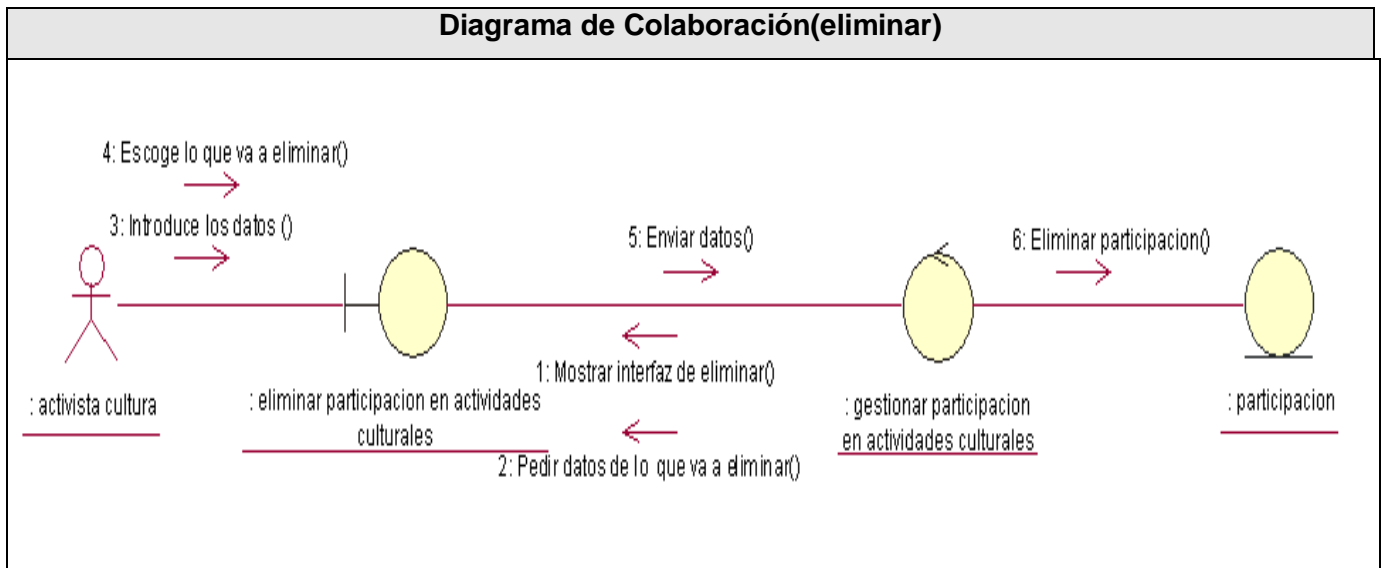 Diagrama de Colaboración(eliminar)
4: Escoge lo que va a eliminar()
3: Introduce los datos ()
5: Enviar datos()
6: Eliminar participacion()
1: Mostrar interfaz de eliminar()
: activista cultura
: eliminar participacion en actividades
culturales
: gestionar participacion
en actividades culturales
: participacion
2: Pedir datos de lo que va a eliminar()